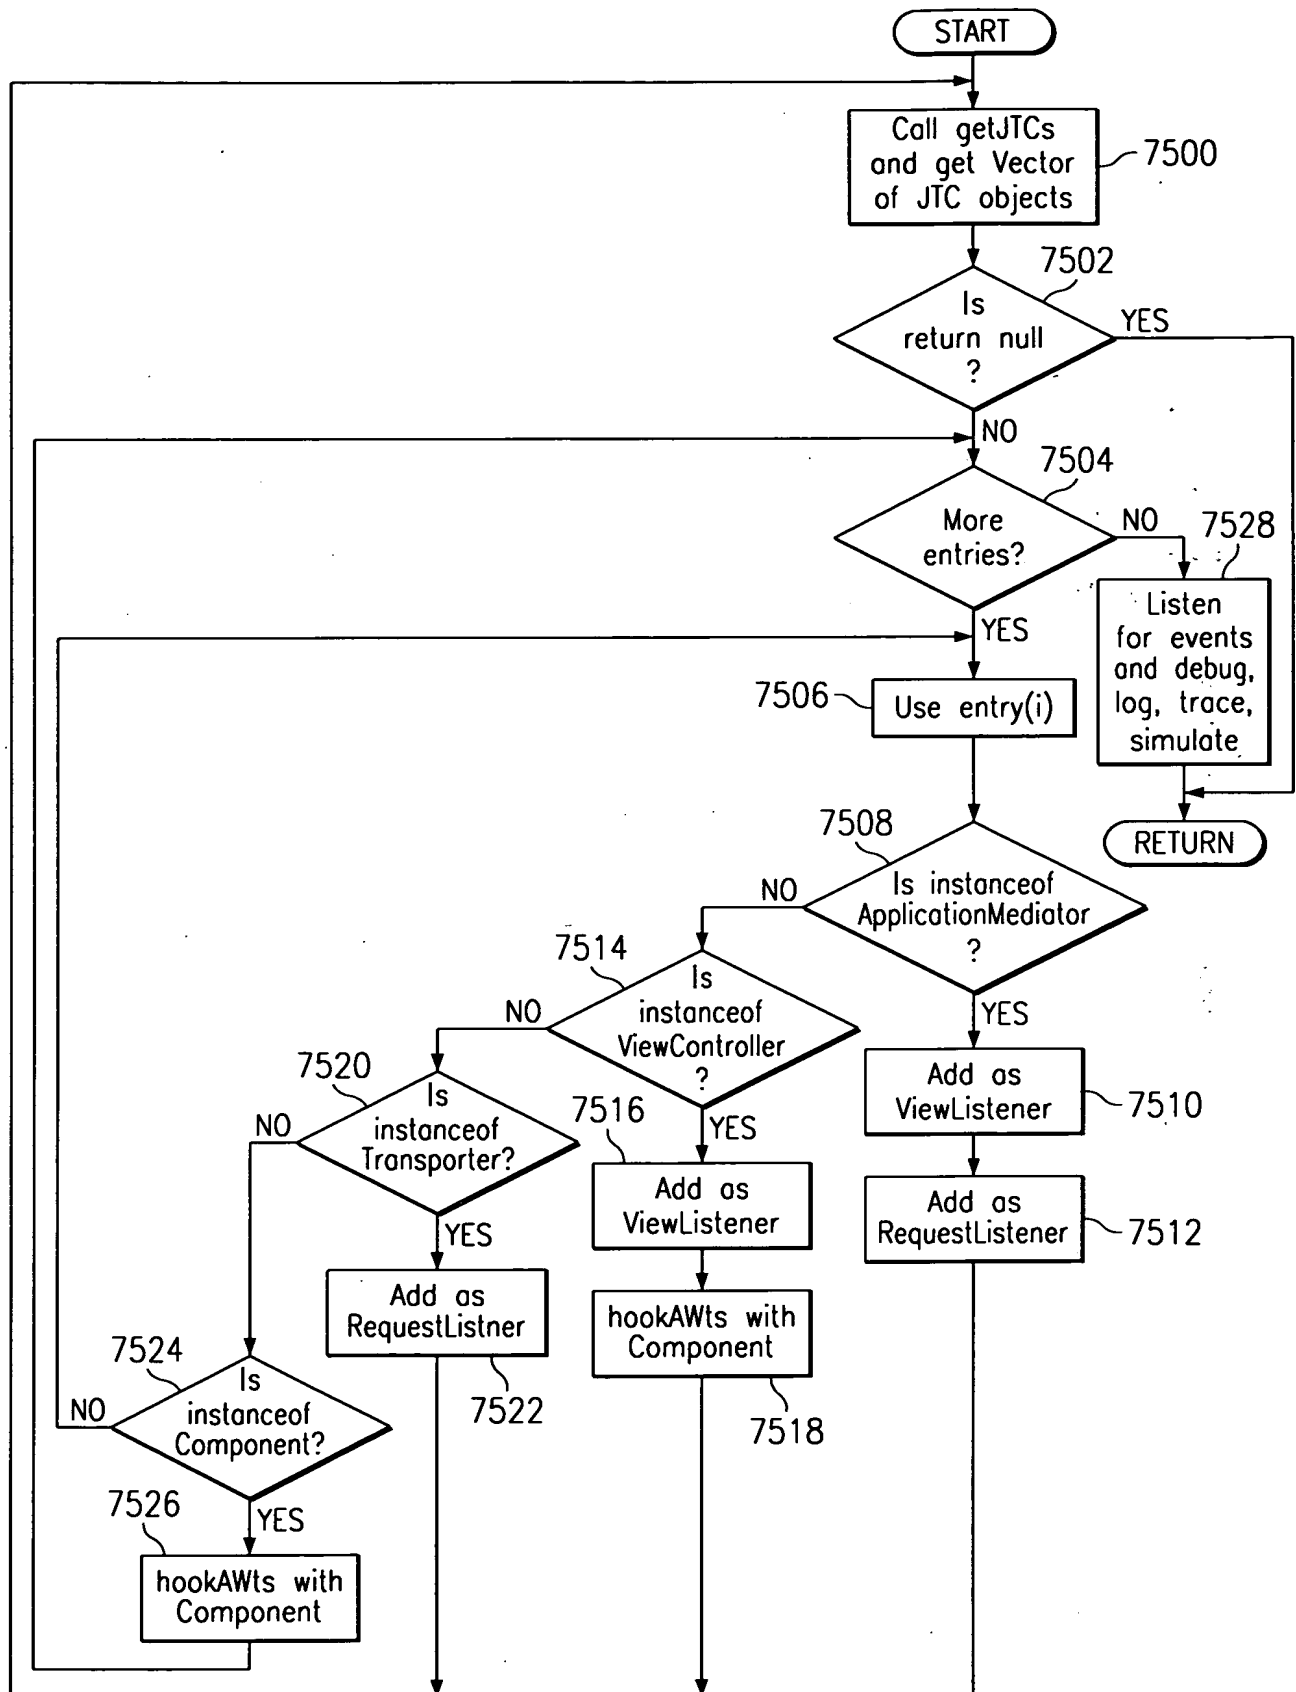 START
Call getJTCs
and get Vector
of JTC objects
7500
7502
Is
return null
?
YES
NO
7504
More
entries?
NO
7528
Listen
for events
and debug,
log, trace,
simulate
YES
7506
Use entry(i)
RETURN
7508
Is instanceof
ApplicationMediator
?
NO
YES
7514
Is
instanceof
ViewController
?
NO
YES
Add as
ViewListener
7510
7520
Is
instanceof
Transporter?
NO
YES
7516
Add as
ViewListener
Add as
RequestListener
7512
Add as
RequestListner
7522
hookAWts with
Component
7518
7524
Is
instanceof
Component?
NO
YES
7526
hookAWts with
Component